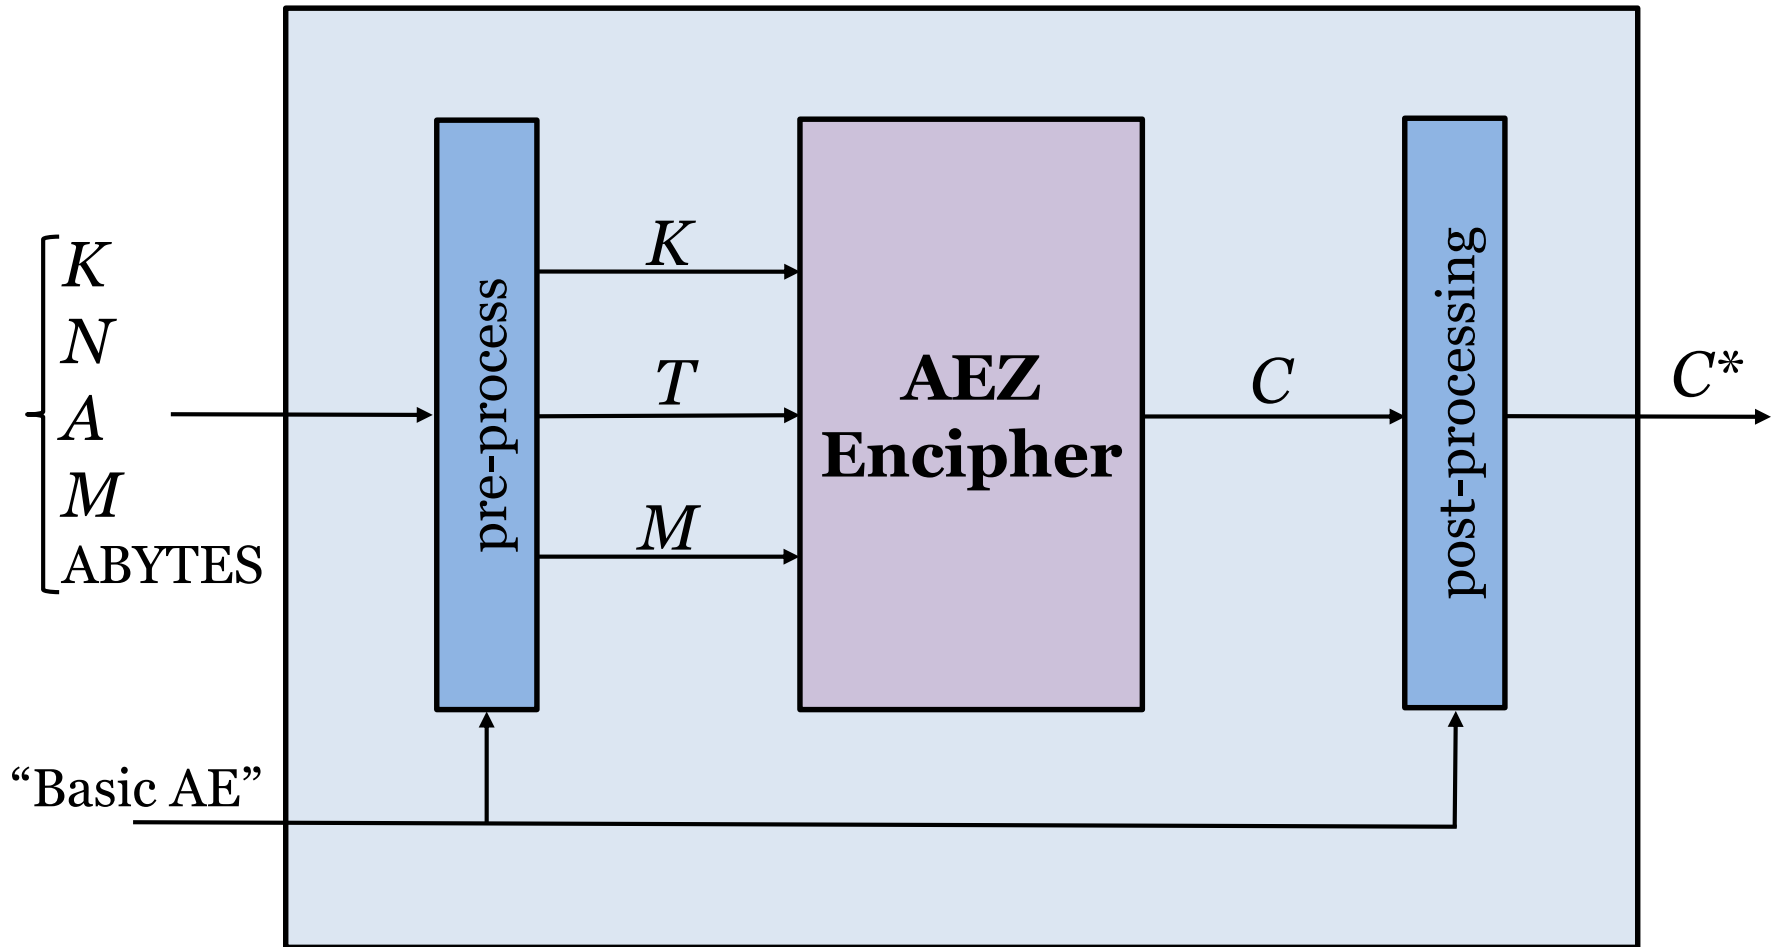 K
N
A
M
ABYTES
“Basic AE”
pre-process
K
T
M
AEZ
Encipher
C
post-processing
C*